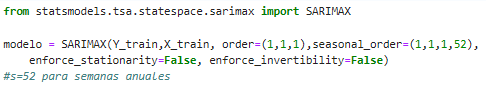 from statsmodels.tsa.statespace.sarimax import SARIMAX
modelo = SARIMAX(Y_train,X_train, order=(1,1,1),seasonal_order=(1,1,1,52),
enforce_stationarity=False, enforce_invertibility=False)
#s=52 para semanas anuales